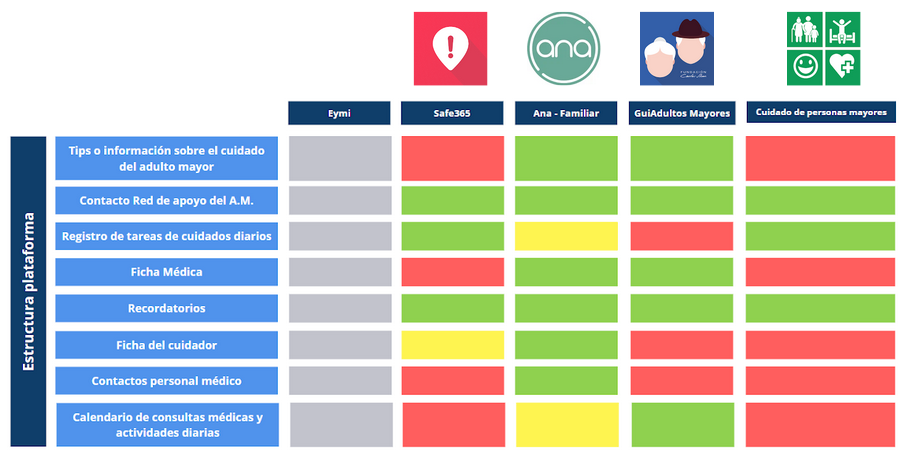 ana
FUNDACIÓN
Eymi
Safe365
Ana - Familiar
GuiAdultos Mayores
Cuidado de personas mayores
Estructura plataforma
Tips o información sobre el cuidado
del adulto mayor
Contacto Red de apoyo del A.M.
Registro de tareas de cuidados diarios
Ficha Médica
Recordatorios
Ficha del cuidador
Contactos personal médico
Calendario de consultas médicas y
actividades diarias